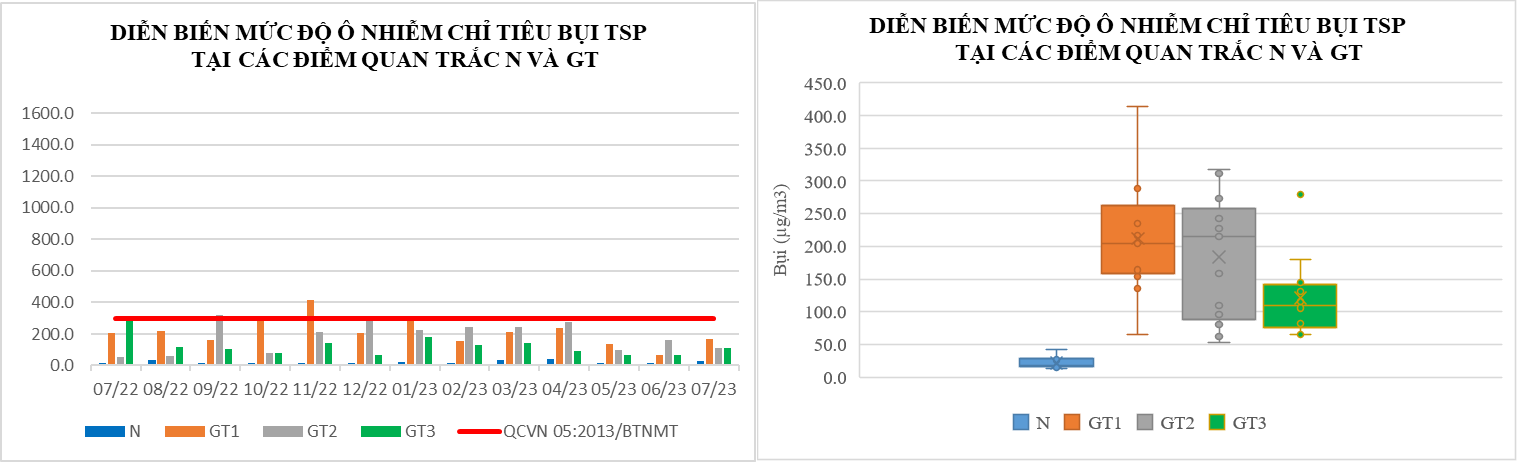 DIỄN BIẾN MỨC ĐỘ Ô NHIỄM CHỈ TIÊU BỤI TSP
TẠI CÁC ĐIỂM QUAN TRẮC N VÀ GT
1600.0
1400.0
1200.0
1000.0
800.0
600.0
400.0
200.0
0.0
07/22 08/22 09/22 10/22 11/22 12/22 01/23 02/23 03/23 04/23 05/23 06/23 07/23
N GT1 GT2 GT3 QCVN 05:2013/BTNMT
DIỄN BIẾN MỨC ĐỘ Ô NHIỄM CHỈ TIÊU BỤI TSP
TẠI CÁC ĐIỂM QUAN TRẮC N VÀ GT
Bụi (µg/m3)
450.0
400.0
350.0
300.0
250.0
200.0
150.0
100.0
50.0
0.0
N GT1 GT2 GT3